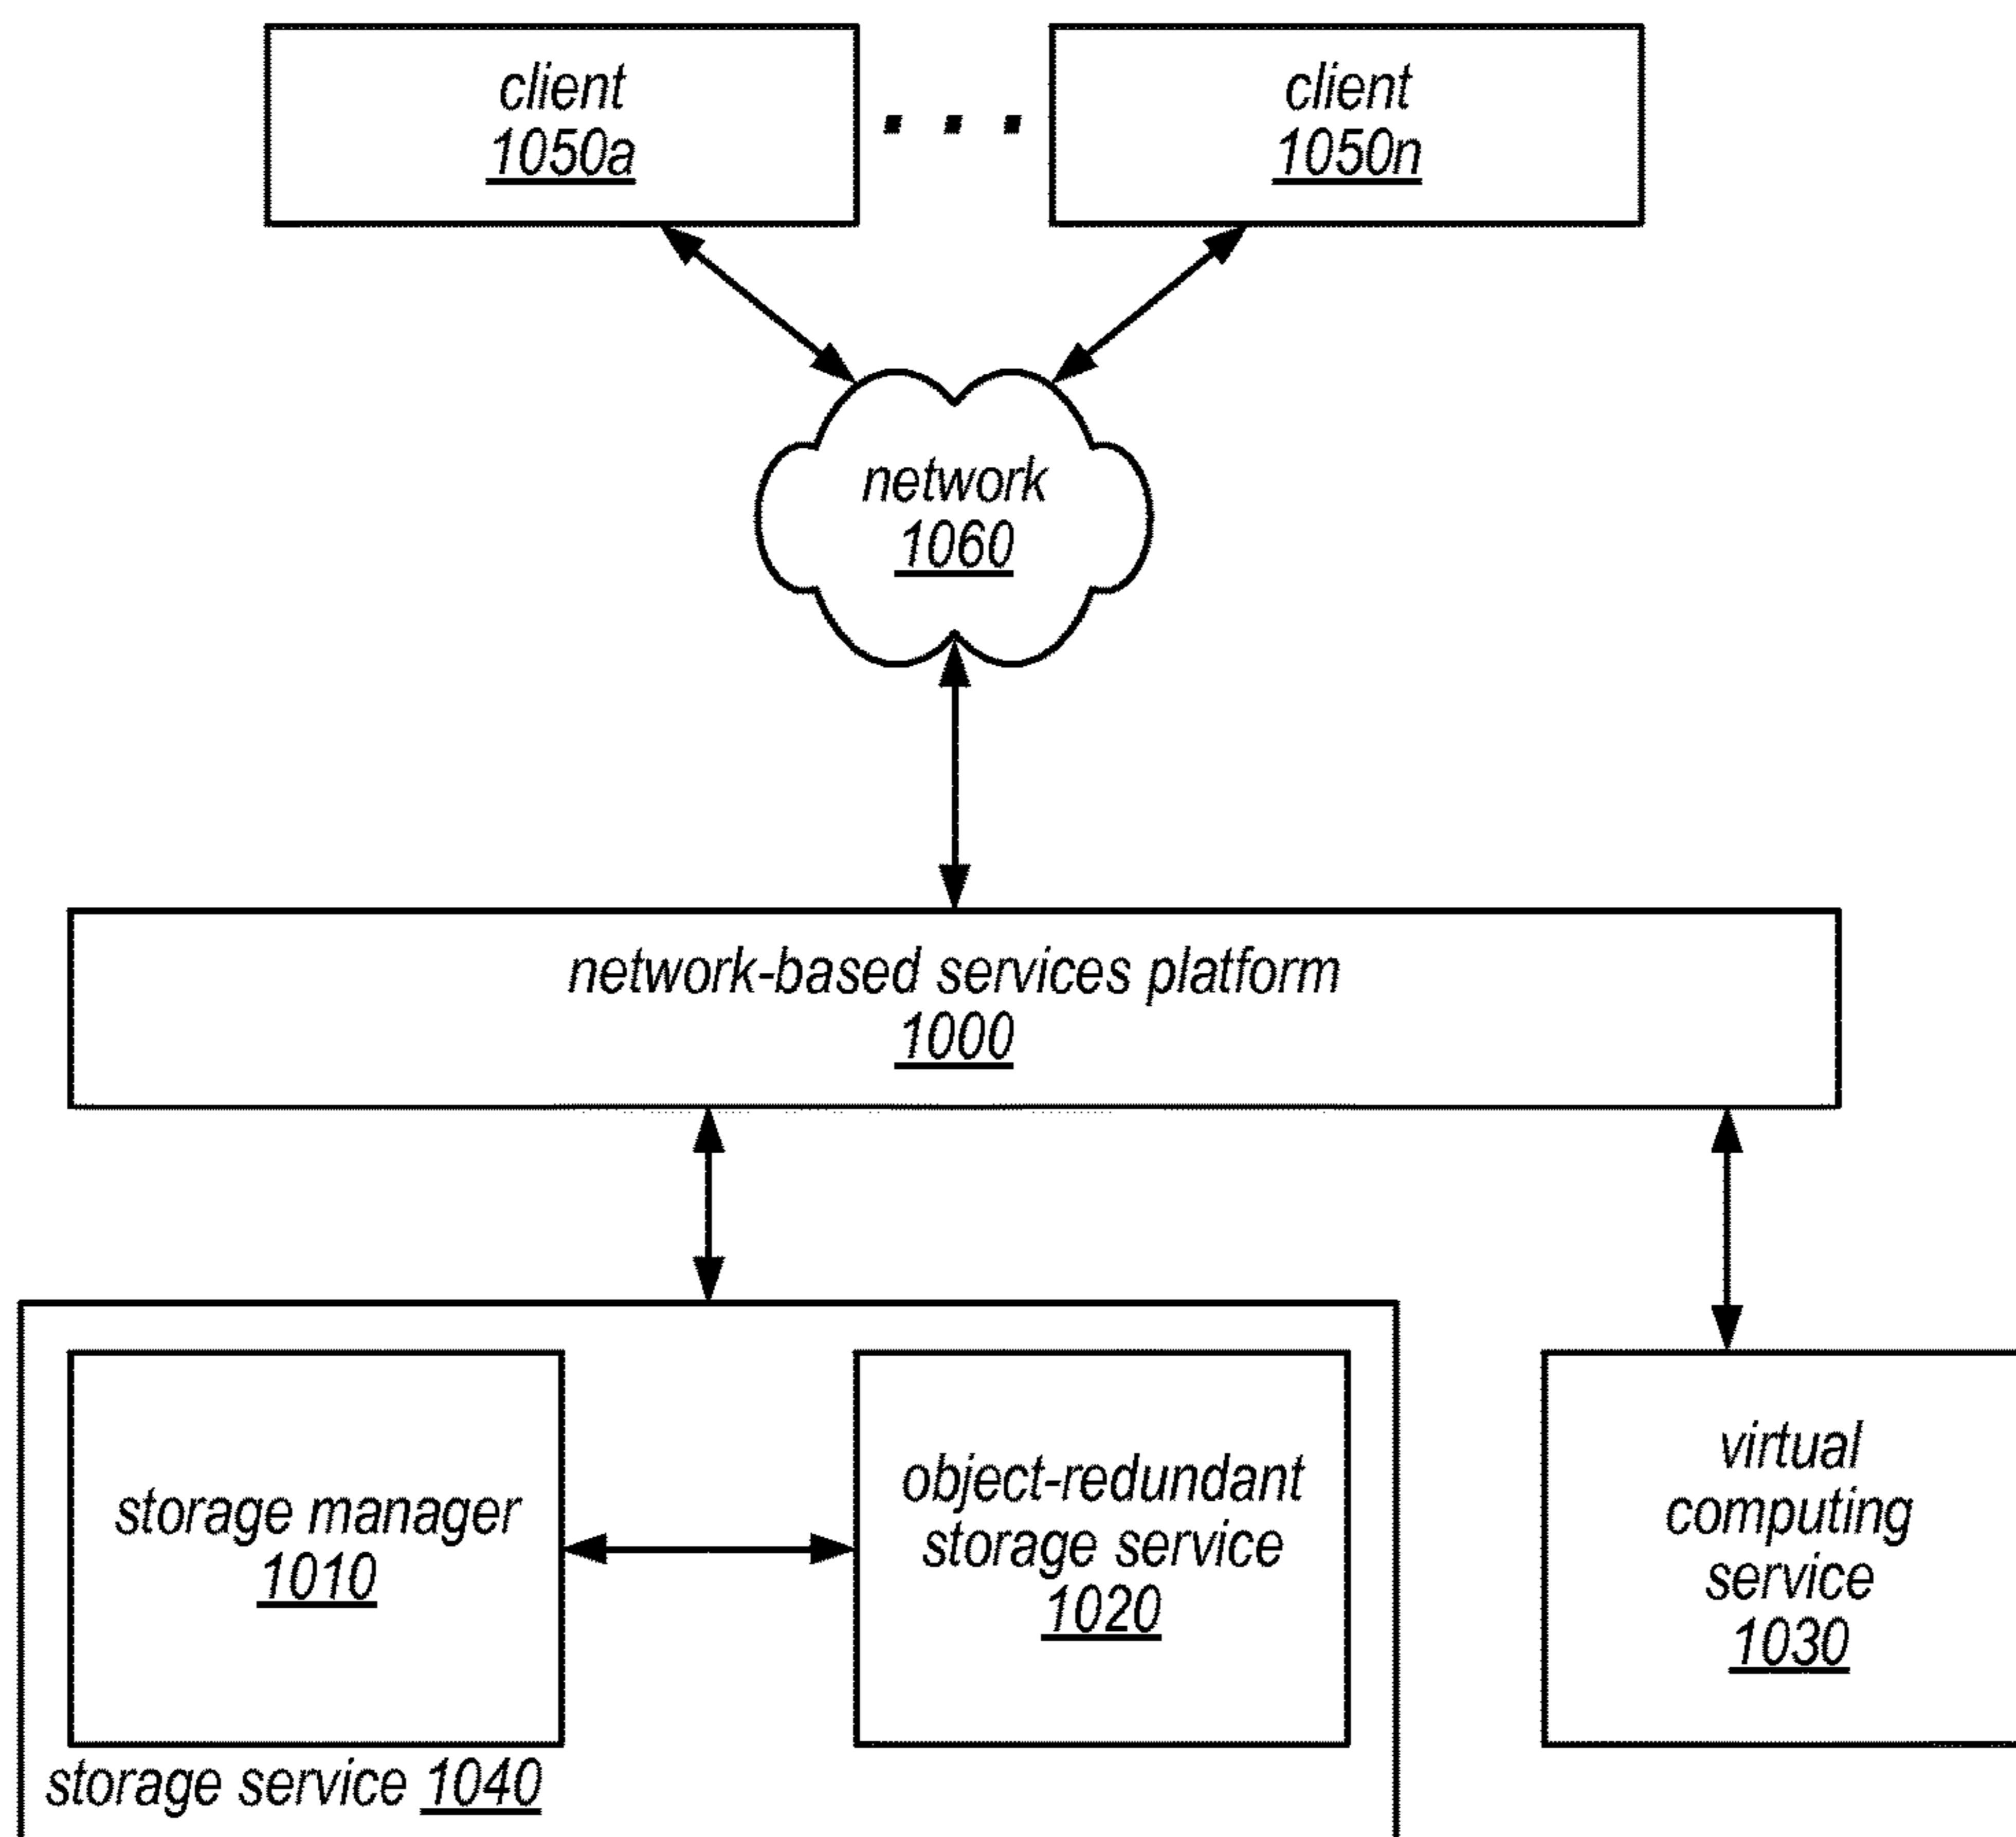 client
1050a
client
1050n
network
1060
network-based services platform
1000
storage manager
1010
object-redundant
storage service
1020
virtual
computing
service
1030
storage service 1040